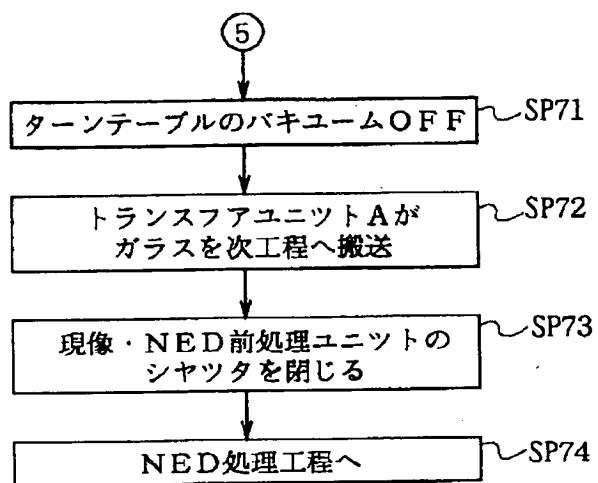 5
ターンテーブルのバキユームOFF
SP71
トランスフアユニツトAが
ガラスを次工程へ搬送
SP72
現像・NED前処理ユニットの
シヤツタを閉じる
SP73
NED処理工程へ
SP74